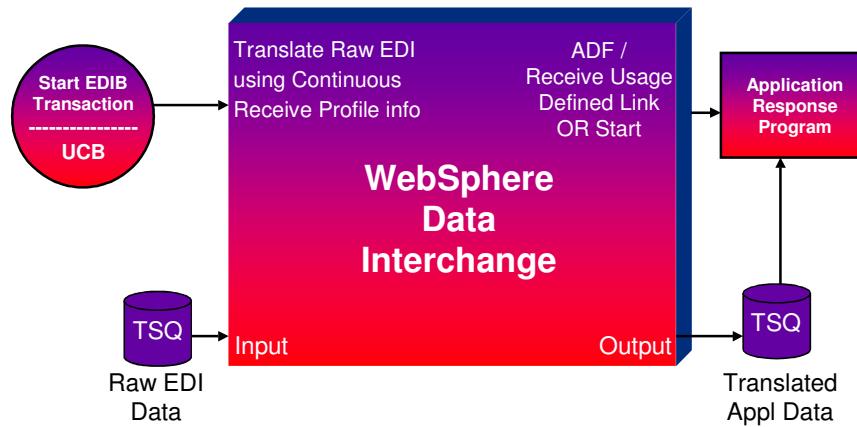 Start EDIB
Transaction
----------------
UCB
Translate Raw EDI
using Continuous
Receive Profile info
ADF /
Receive Usage
Defined Link
OR Start
Application
Response
Program
WebSphere
Data
Interchange
TSQ
Input
Output
TSQ
Raw EDI
Data
Translated
Appl Data